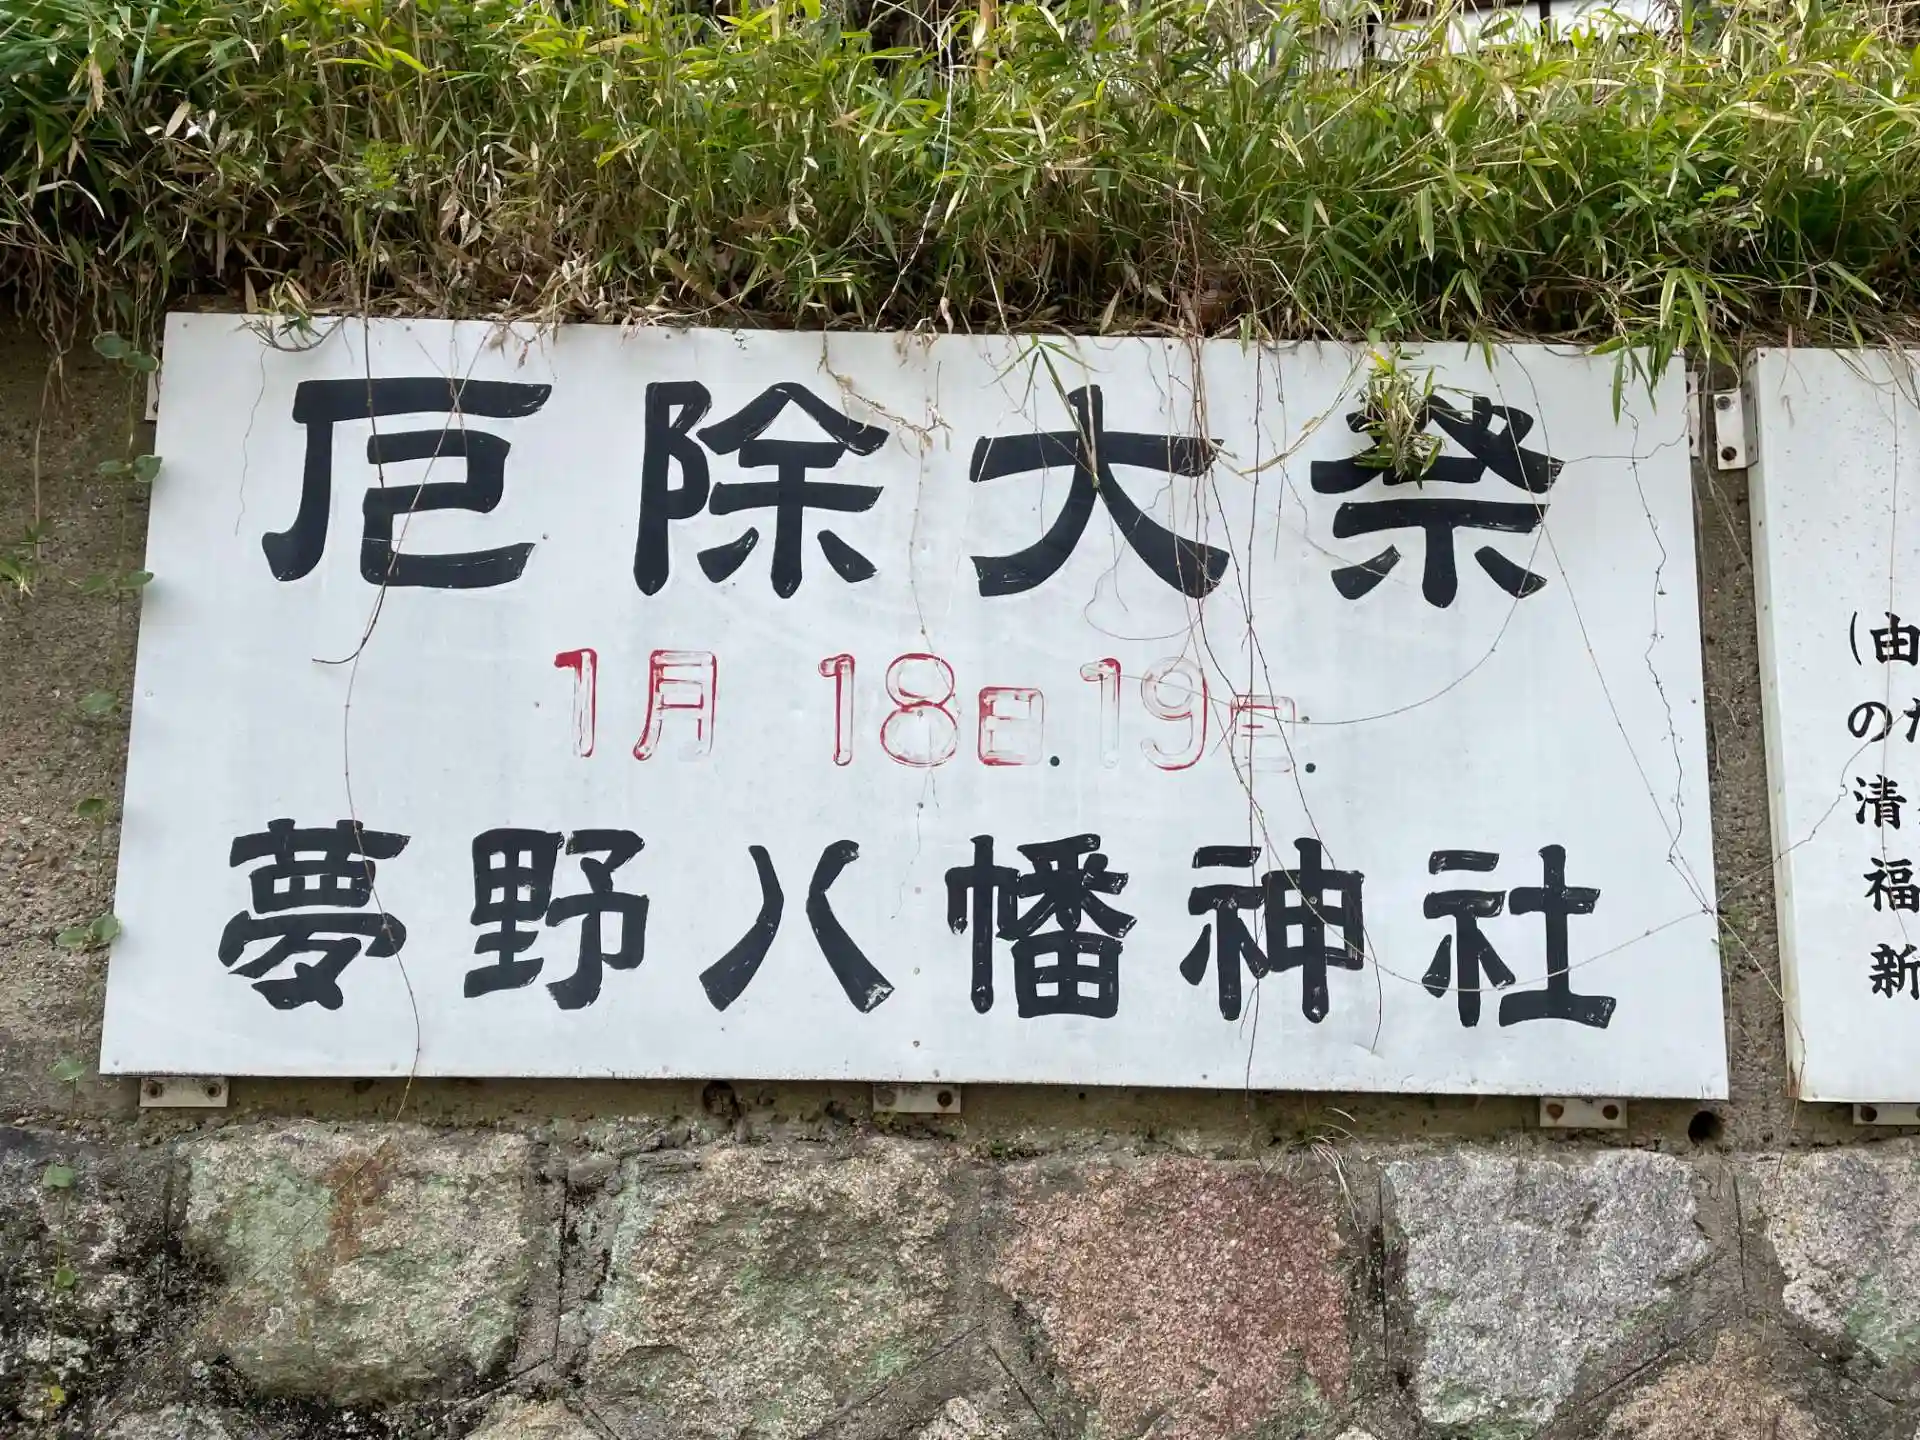 厄除大祭
1月 18日.19日.
夢野八幡神社
(由
の
清
福
新